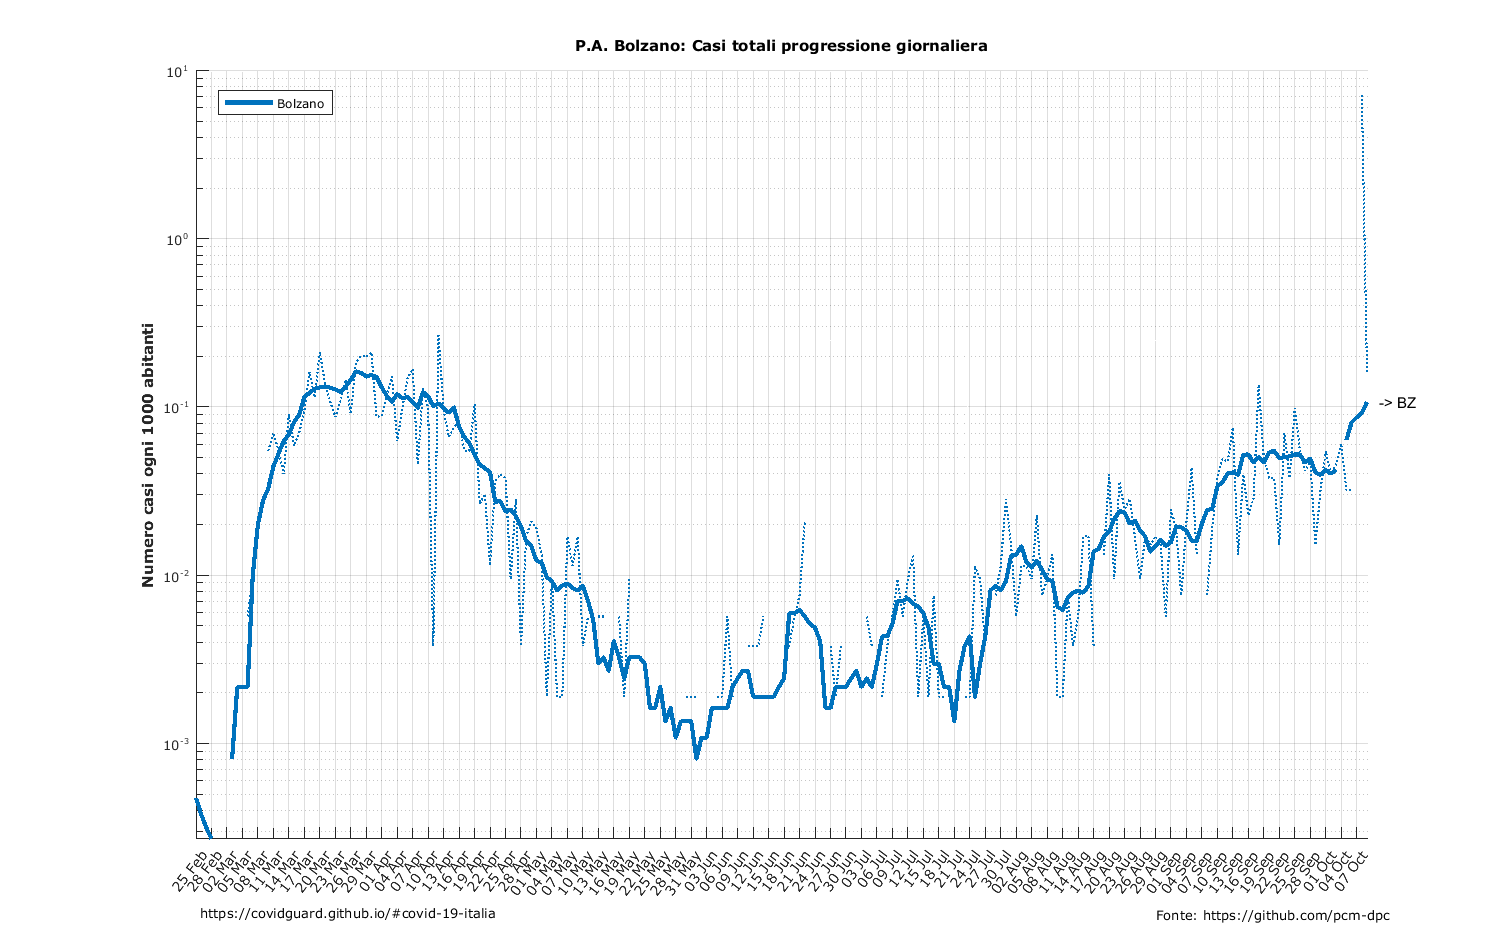 P.A. Bolzano: Casi totali progressione giornaliera
Bolzano
Numero casi ogni 1000 abitanti
10^1
10^0
10^-1
10^-2
10^-3
-> BZ
25 Feb
28 Feb
02 Mar
05 Mar
08 Mar
11 Mar
14 Mar
17 Mar
20 Mar
23 Mar
26 Mar
29 Mar
01 Apr
04 Apr
07 Apr
10 Apr
13 Apr
16 Apr
19 Apr
22 Apr
25 Apr
28 Apr
01 May
04 May
07 May
10 May
13 May
16 May
19 May
22 May
25 May
28 May
31 May
03 Jun
06 Jun
09 Jun
12 Jun
15 Jun
18 Jun
21 Jun
24 Jun
27 Jun
30 Jun
03 Jul
06 Jul
09 Jul
12 Jul
15 Jul
18 Jul
21 Jul
24 Jul
27 Jul
30 Jul
02 Aug
05 Aug
08 Aug
11 Aug
14 Aug
17 Aug
20 Aug
23 Aug
26 Aug
29 Aug
01 Sep
04 Sep
07 Sep
10 Sep
13 Sep
16 Sep
19 Sep
22 Sep
25 Sep
28 Sep
01 Oct
04 Oct
07 Oct
https://covidguard.github.io/#covid-19-italia
Fonte: https://github.com/pcm-dpc